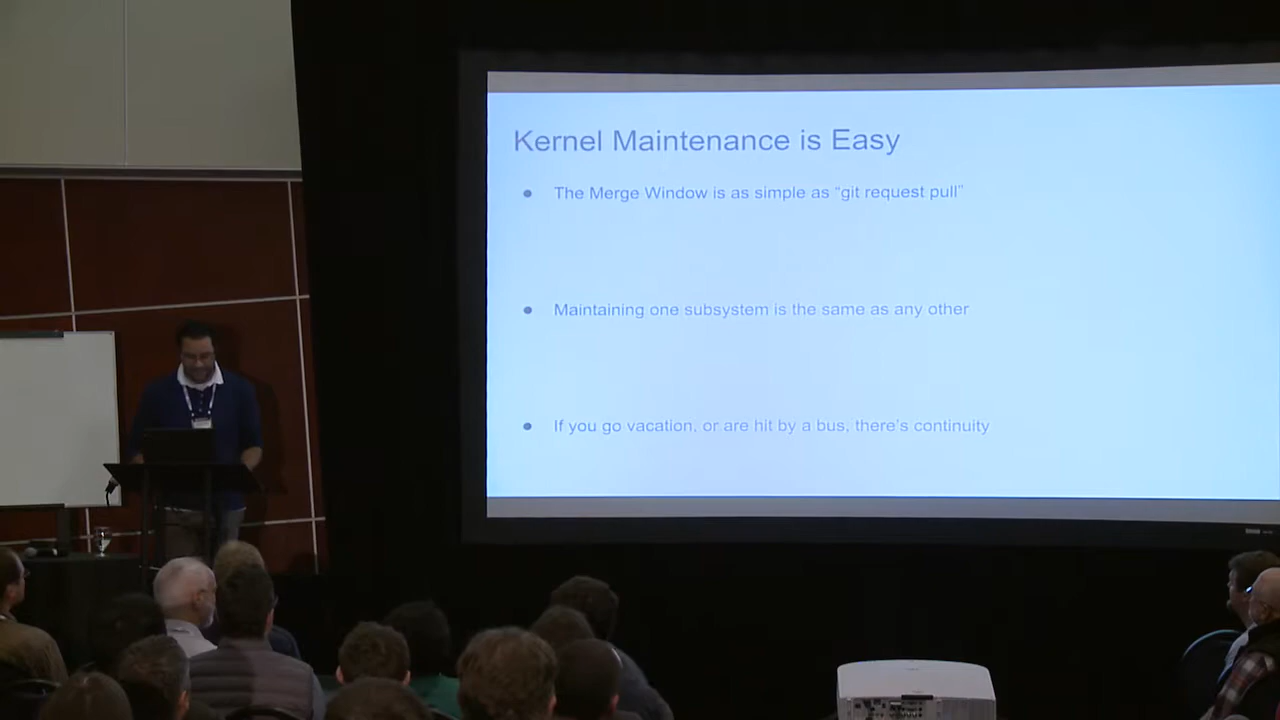 Kernel Maintenance is Easy
The Merge Window is as simple as “git request pull”
Maintaining one subsystem is the same as any other
If you go vacation, or are hit by a bus, there’s continuity